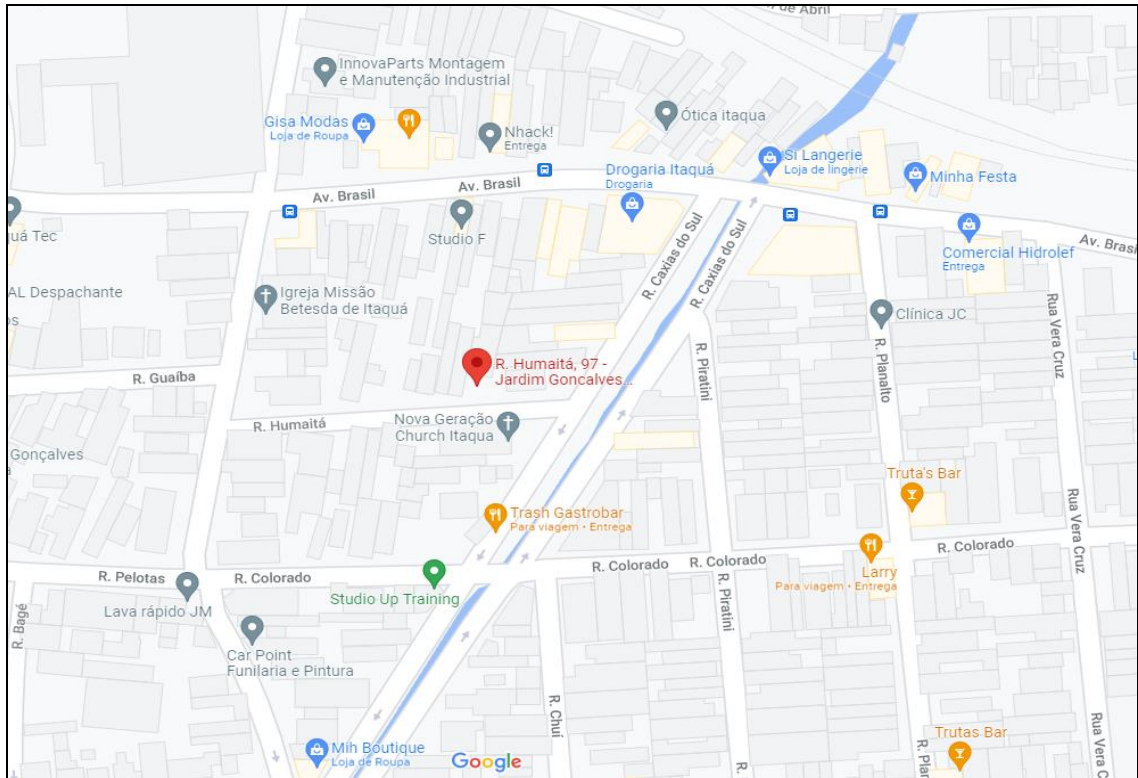 7 de Abril
InnovaParts Montagem
e Manutenção Industrial
Gisa Modas
Loja de Roupa
Nhack!
Entrega
Ótica itaqua
Drogaria Itaquá
Drogaria
Si Langerie
Loja de lingerie
Minha Festa
Av. Brasil
Av. Brasil
Studio F
uá Tec
R. Caxias do Sul
R. Caxias do Sul
Comercial Hidrolef
Entrega
Av. Brasi
AL Despachante
os
Igreja Missão
Betesda de Itaquá
Clínica JC
Rua Vera Cruz
R. Piratini
R. Planalto
R. Guaíba
R. Humaitá, 97 -
Jardim Goncalves...
R. Humaitá
Nova Geração
Church Itaqua
Gonçalves
a
Truta's Bar
Rua Vera Cruz
Trash Gastrobar
Para viagem • Entrega
R. Pelotas
R. Colorado
R. Colorado
R. Colorado
R. Colorado
Larry
Para viagem • Entrega
Studio Up Training
Lava rápido JM
R. Bagé
R. Piratini
Car Point
Funilaria e Pintura
R. Chuí
Mih Boutique
Loja de Roupa
Google
R.
R. Plan
Trutas Bar
Rua Vera C